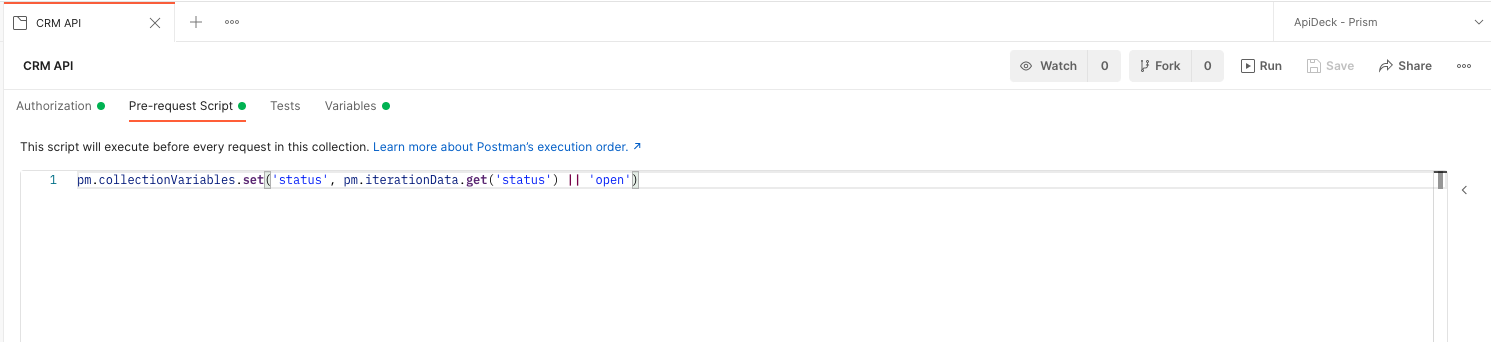 CRM API
ApiDeck - Prism
CRM API
Watch 0 Fork 0 Run Save Share
Authorization Pre-request Script Tests Variables
This script will execute before every request in this collection. Learn more about Postman's execution order. ↗
1 pm.collectionVariables.set('status', pm.iterationData.get('status') || 'open')